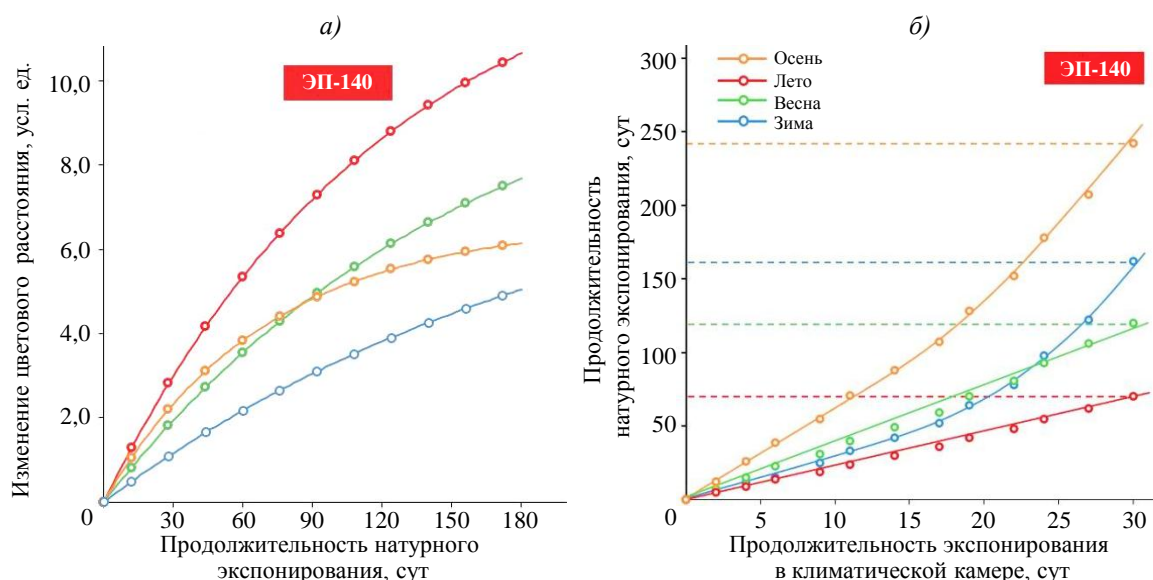 а)
ЭП-140
Изменение цветового расстояния, усл. ед.
10,0
8,0
6,0
4,0
2,0
0
30
60
90
120
150
180
Продолжительность натурного
экспонирования, сут
б)
ЭП-140
Осень
Лето
Весна
Зима
Продолжительность
натурного экспонирования, сут
300
250
200
150
100
50
0
5
10
15
20
25
30
Продолжительность экспонирования
в климатической камере, сут